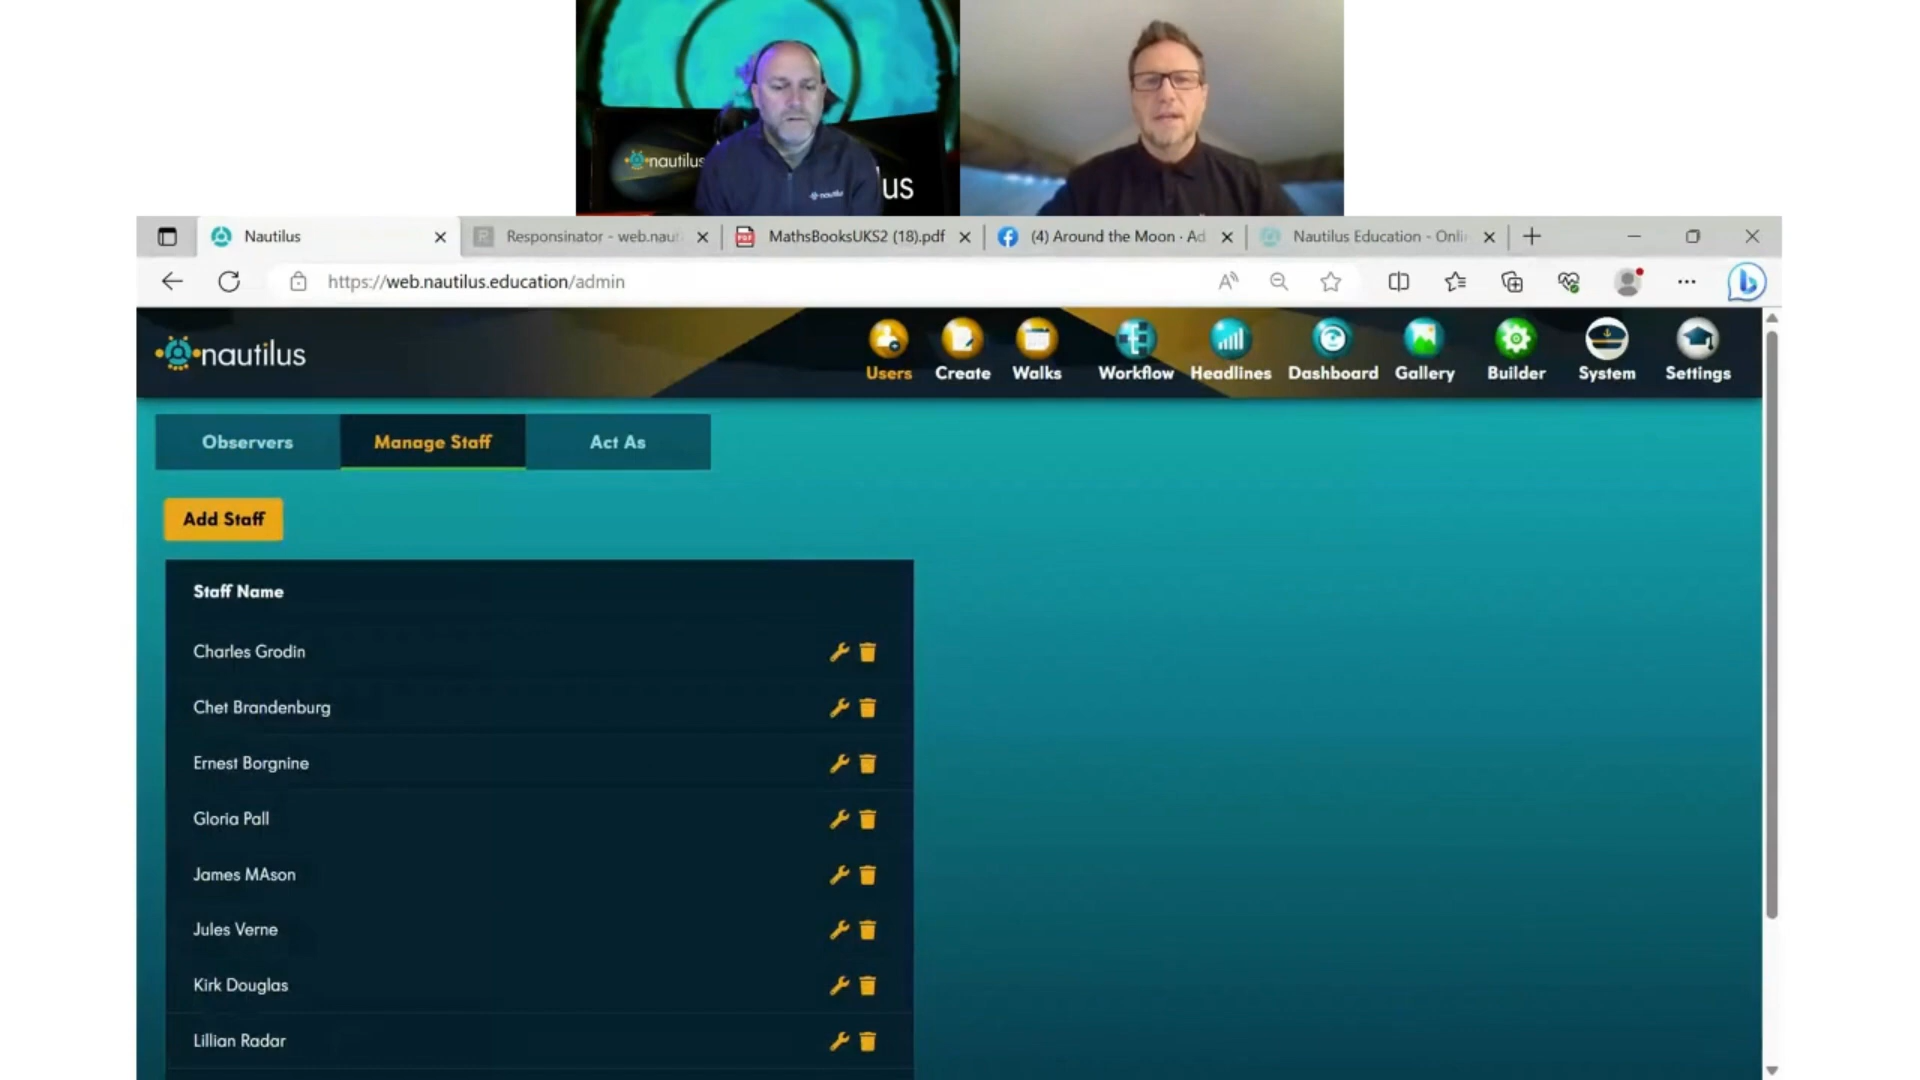 nautilus
us
nautilus
Nautilus
Responsinator - web.naut
MathsBooksUKS2 (18).pdf
(4) Around the Moon · Ad
Nautilus Education - Onli
https://web.nautilus.education/admin
nautilus
Users
Create
Walks
Workflow
Headlines
Dashboard
Gallery
Builder
System
Settings
Observers
Manage Staff
Act As
Add Staff
Staff Name
Charles Grodin
Chet Brandenburg
Ernest Borgnine
Gloria Pall
James MAson
Jules Verne
Kirk Douglas
Lillian Radar